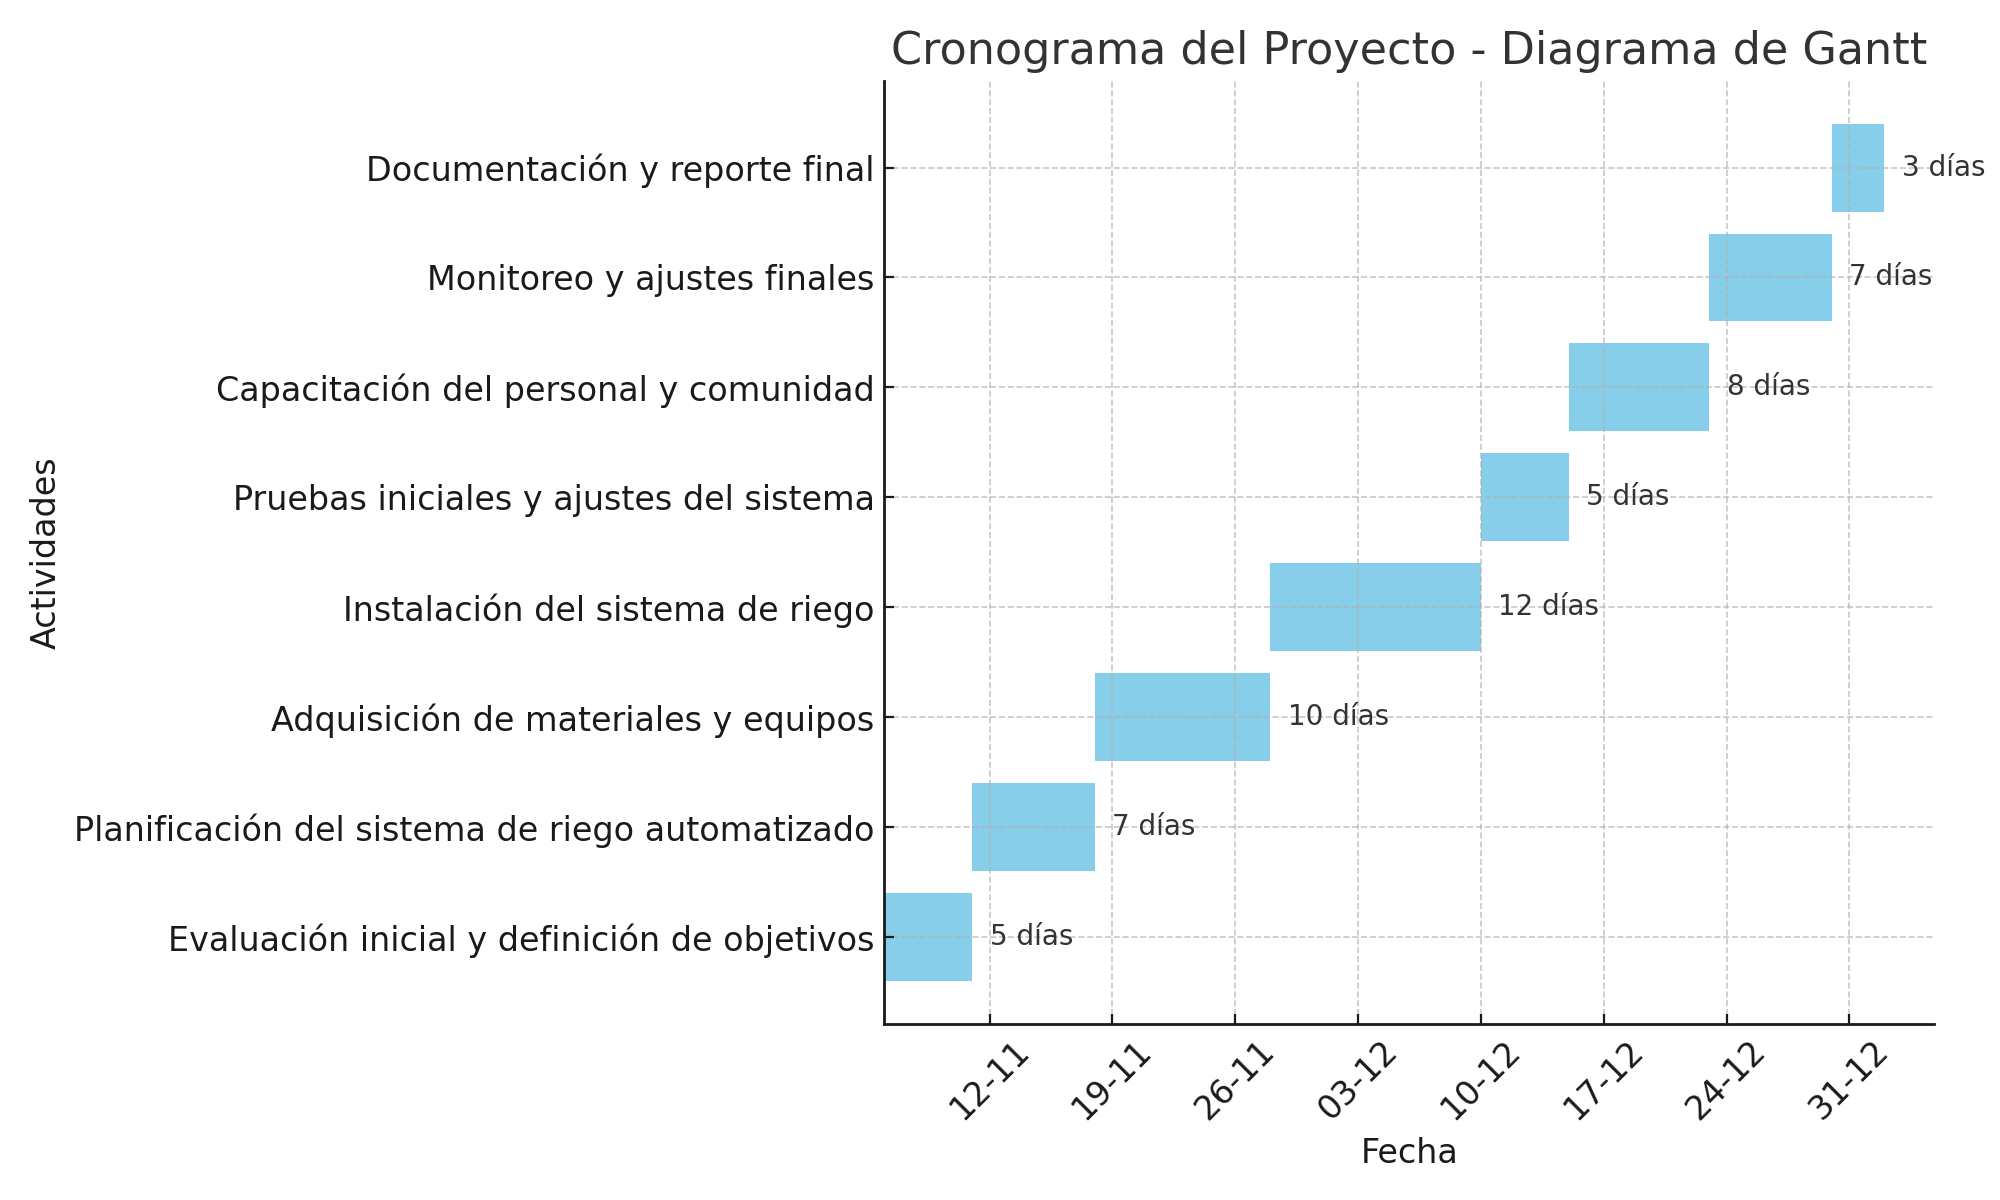 Cronograma del Proyecto - Diagrama de Gantt
Actividades
Documentación y reporte final
3 días
Monitoreo y ajustes finales
7 días
Capacitación del personal y comunidad
8 días
Pruebas iniciales y ajustes del sistema
5 días
Instalación del sistema de riego
12 días
Adquisición de materiales y equipos
10 días
Planificación del sistema de riego automatizado
7 días
Evaluación inicial y definición de objetivos
5 días
12-11
19-11
26-11
03-12
10-12
17-12
24-12
31-12
Fecha